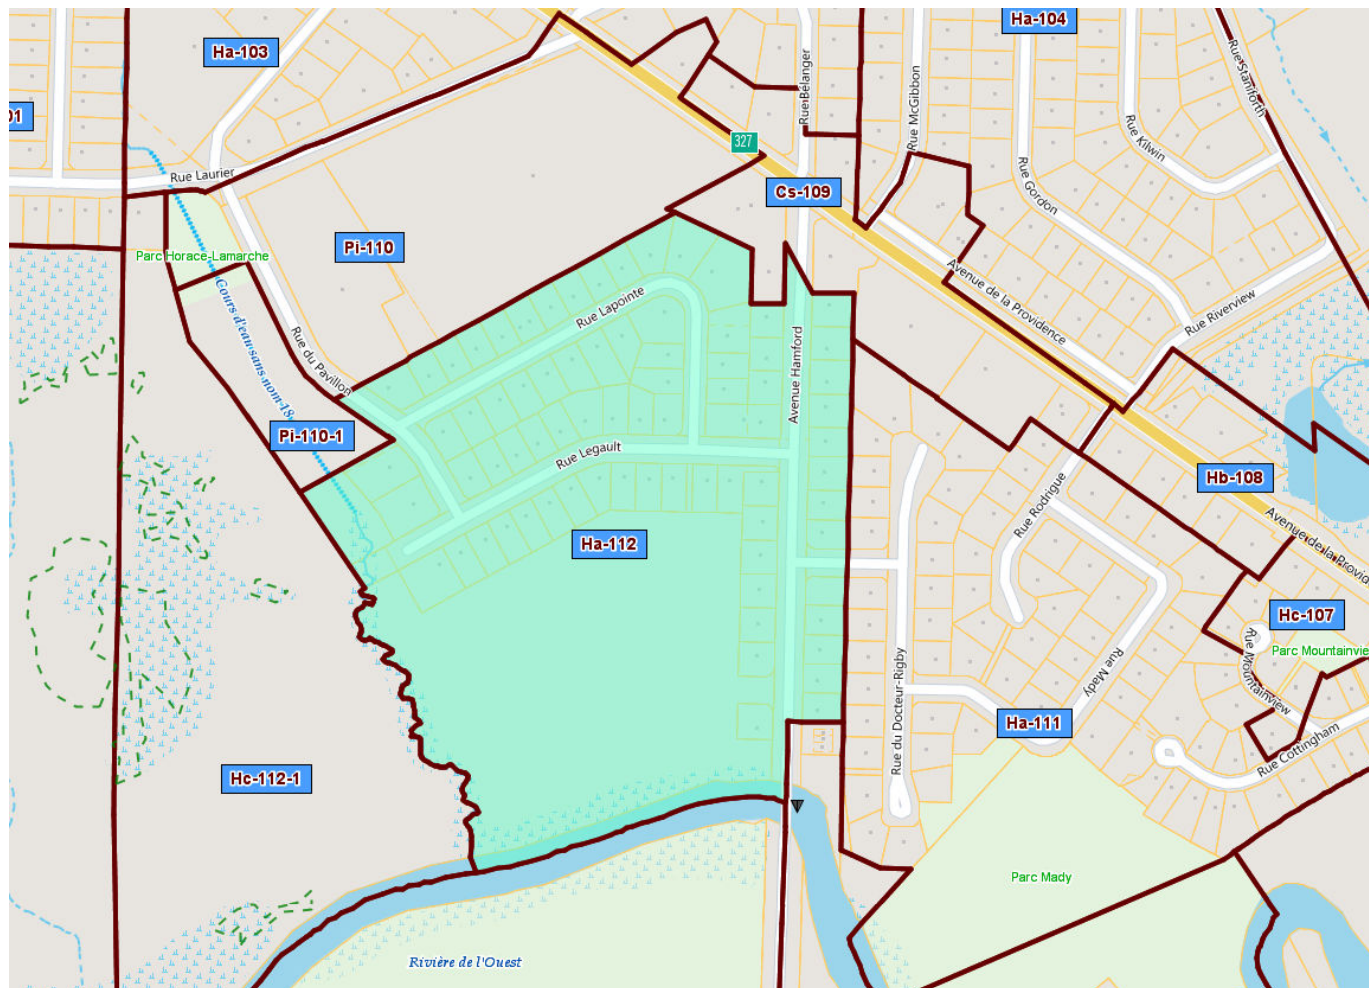 Ha-104
Ha-103
Rue Staniforth
Rue Bélanger
Rue McGibbon
01
Rue Kilwin
327
Rue Laurier
Cs-109
Rue Gordon
Pi-110
Parc Horace-Lamarche
Avenue de la Providence
Rue Riverview
Rue Lapointe
Cours d'eau sans nom 18
Rue du Pavillon
Avenue Hamford
Pi-110-1
Rue Legault
Hb-108
Rue Rodrigue
Avenue de la Provid
Ha-112
Hc-107
Rue Mountainview
Parc Mountainvie
Rue Mady
Rue du Docteur-Rigby
Ha-111
Rue Cottingham
Hc-112-1
Parc Mady
Rivière de l'Ouest